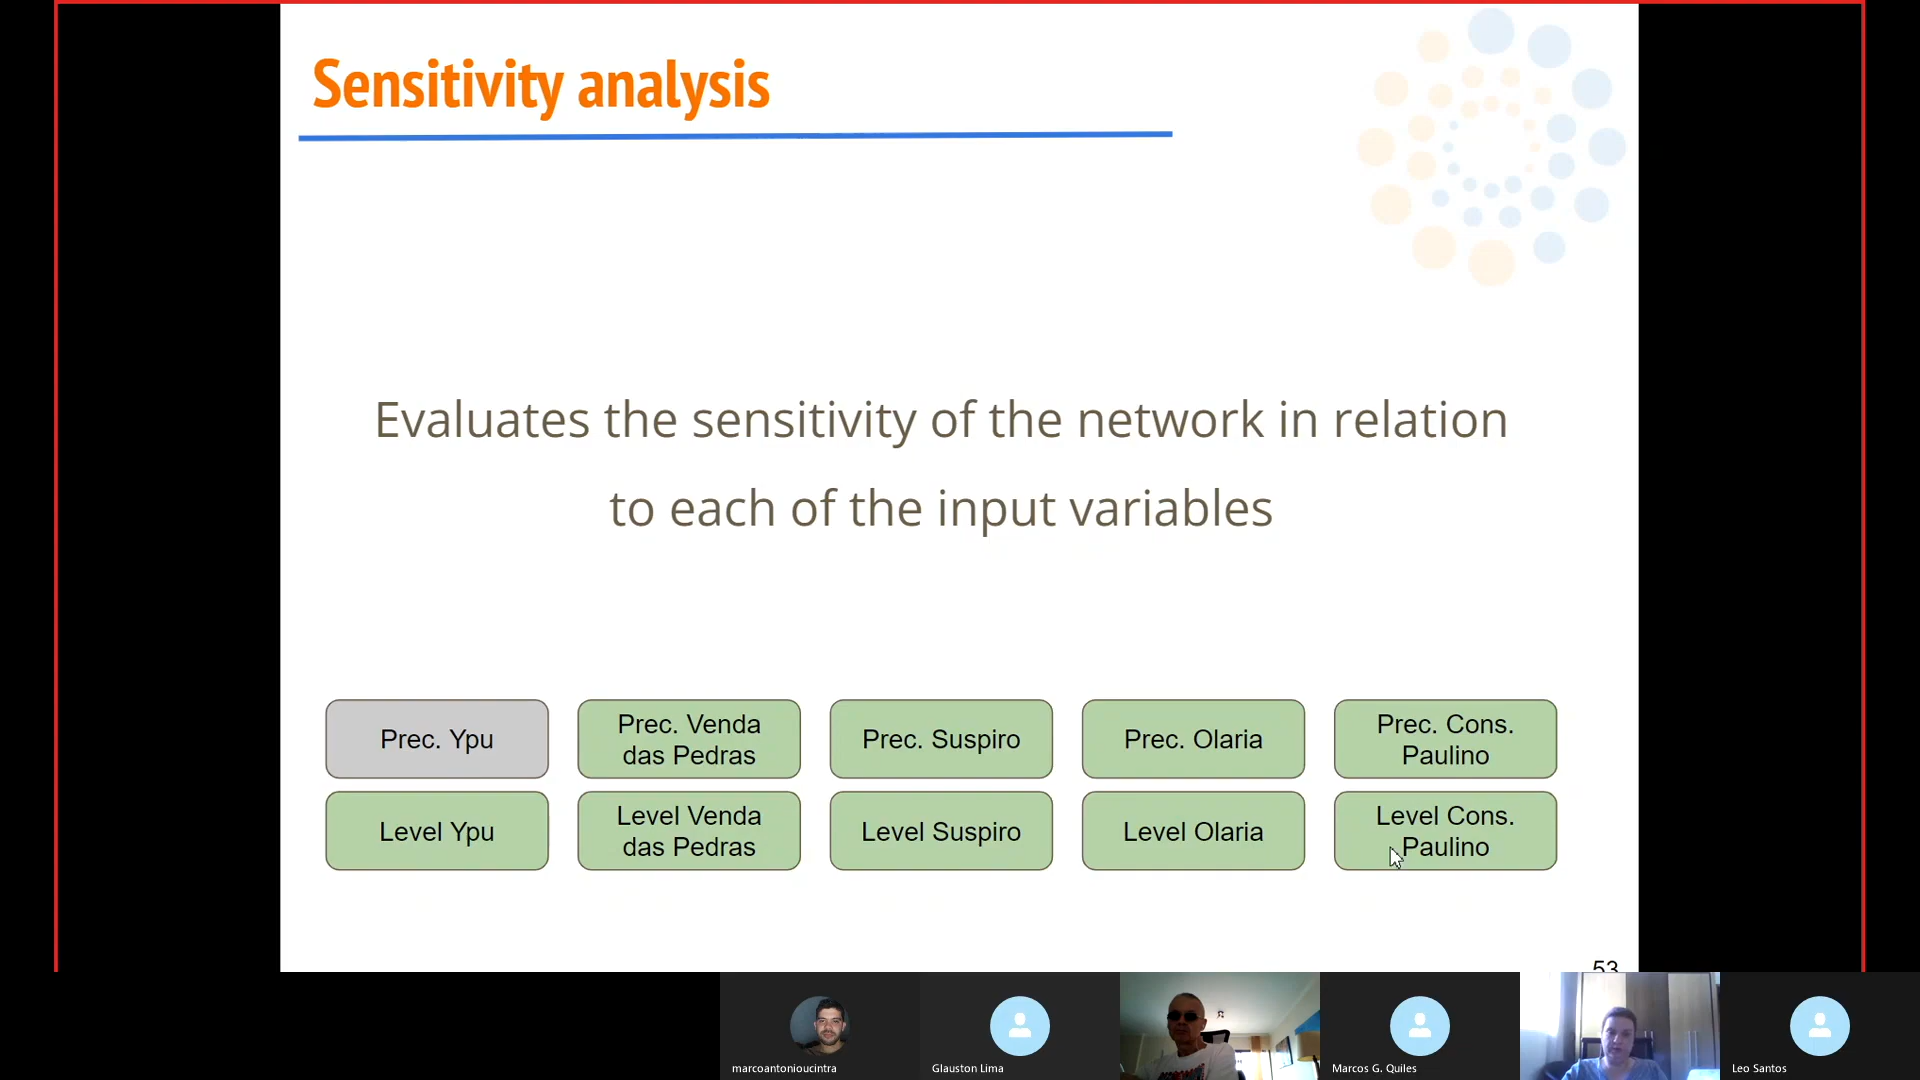 Sensitivity analysis
Evaluates the sensitivity of the network in relation
to each of the input variables
Prec. Ypu
Prec. Venda
das Pedras
Prec. Suspiro
Prec. Olaria
Prec. Cons.
Paulino
Level Ypu
Level Venda
das Pedras
Level Suspiro
Level Olaria
Level Cons.
Paulino
53
marcoantonioucintra
Glauston Lima
Marcos G. Quiles
Leo Santos